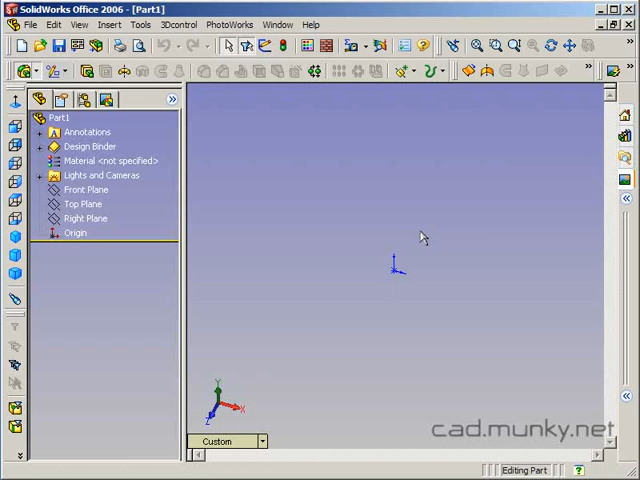 SolidWorks Office 2006 - [Part1]
File Edit View Insert Tools 3Dcontrol PhotoWorks Window Help
Part1
Annotations
Design Binder
Material <not specified>
Lights and Cameras
Front Plane
Top Plane
Right Plane
Origin
Y
X
Z
Custom
cad.munky.net
Editing Part